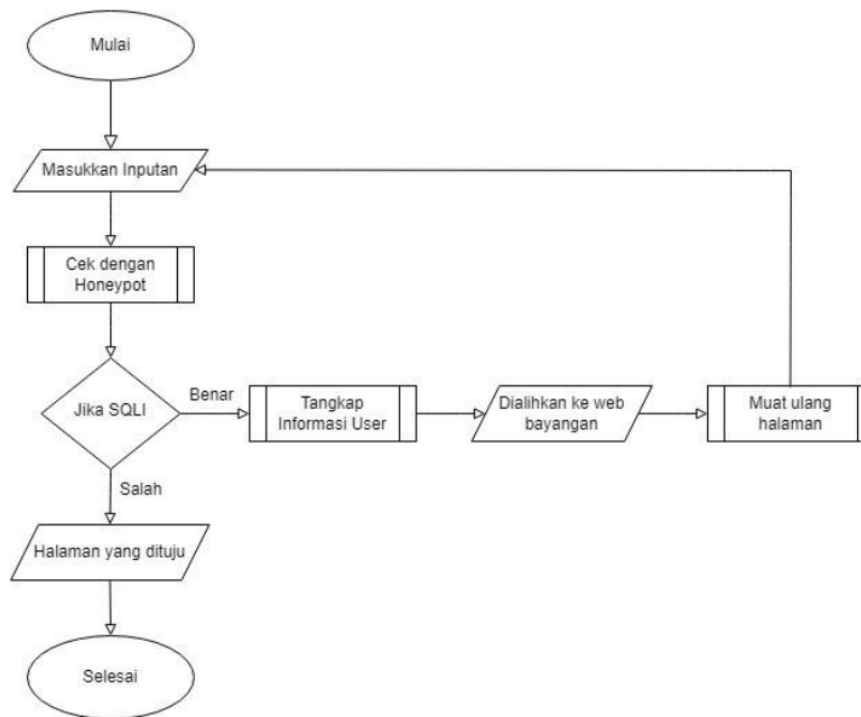 Mulai
Masukkan Inputan
Cek dengan
Honeypot
Jika SQLI
Benar
Tangkap
Informasi User
Dialihkan ke web
bayangan
Muat ulang
halaman
Salah
Halaman yang dituju
Selesai